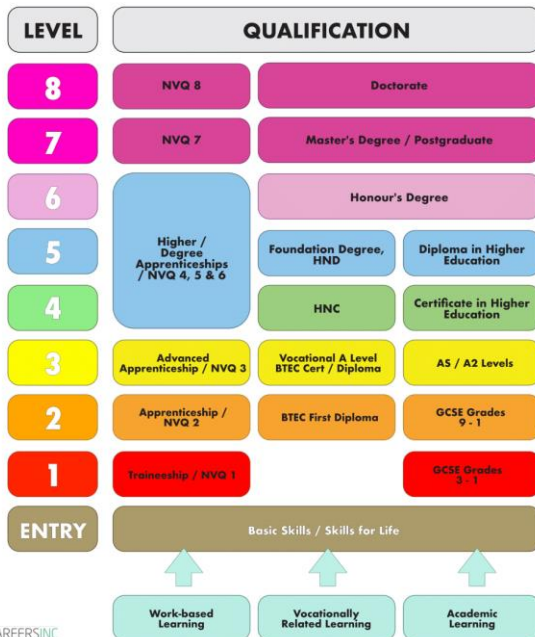 LEVEL
QUALIFICATION
8
NVQ 8
Doctorate
7
NVQ 7
Master's Degree / Postgraduate
6
Honour's Degree
Higher /
Degree
Apprenticeships
/ NVQ 4, 5 & 6
5
Foundation Degree,
HND
Diploma in Higher
Education
4
HNC
Certificate in Higher
Education
3
Advanced
Apprenticeship / NVQ 3
Vocational A Level
BTEC Cert / Diploma
AS / A2 Levels
2
Apprenticeship /
NVQ 2
BTEC First Diploma
GCSE Grades
9 - 1
1
Traineeship / NVQ 1
GCSE Grades
3 - 1
ENTRY
Basic Skills / Skills for Life
Work-based
Learning
Vocationally
Related Learning
Academic
Learning
AREERSINC